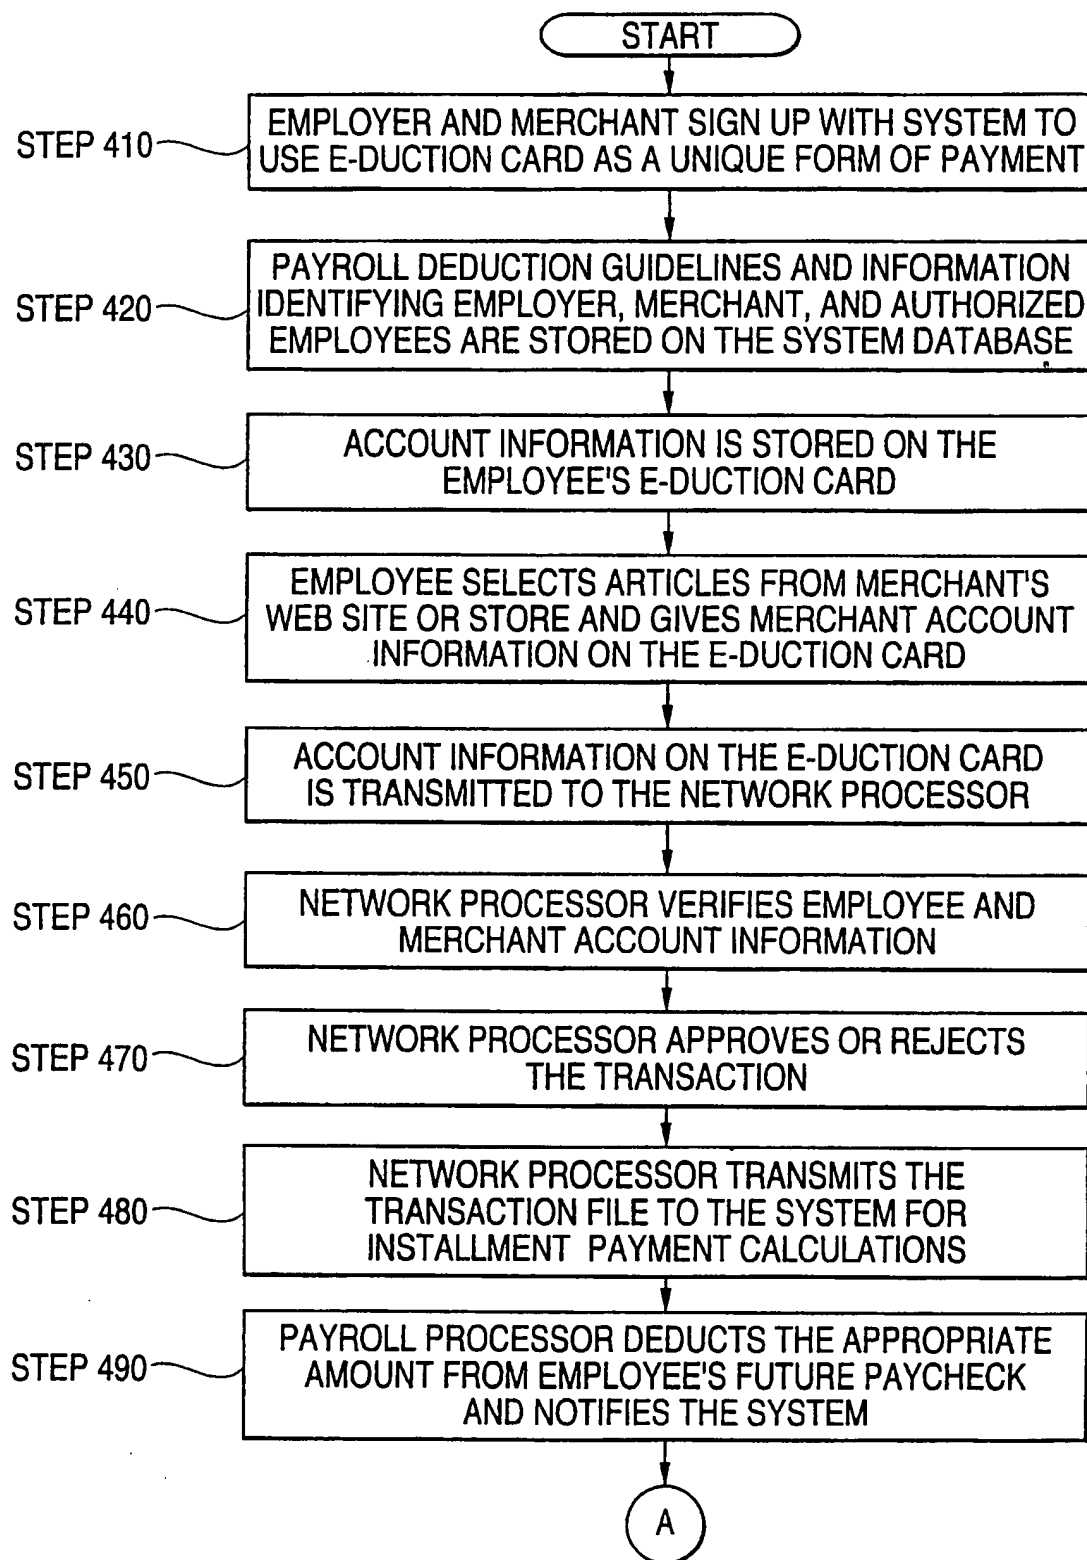 START
STEP 410
EMPLOYER AND MERCHANT SIGN UP WITH SYSTEM TO
USE E-DUCTION CARD AS A UNIQUE FORM OF PAYMENT
STEP 420
PAYROLL DEDUCTION GUIDELINES AND INFORMATION
IDENTIFYING EMPLOYER, MERCHANT, AND AUTHORIZED
EMPLOYEES ARE STORED ON THE SYSTEM DATABASE
STEP 430
ACCOUNT INFORMATION IS STORED ON THE
EMPLOYEE'S E-DUCTION CARD
STEP 440
EMPLOYEE SELECTS ARTICLES FROM MERCHANT'S
WEB SITE OR STORE AND GIVES MERCHANT ACCOUNT
INFORMATION ON THE E-DUCTION CARD
STEP 450
ACCOUNT INFORMATION ON THE E-DUCTION CARD
IS TRANSMITTED TO THE NETWORK PROCESSOR
STEP 460
NETWORK PROCESSOR VERIFIES EMPLOYEE AND
MERCHANT ACCOUNT INFORMATION
STEP 470
NETWORK PROCESSOR APPROVES OR REJECTS
THE TRANSACTION
STEP 480
NETWORK PROCESSOR TRANSMITS THE
TRANSACTION FILE TO THE SYSTEM FOR
INSTALLMENT PAYMENT CALCULATIONS
STEP 490
PAYROLL PROCESSOR DEDUCTS THE APPROPRIATE
AMOUNT FROM EMPLOYEE'S FUTURE PAYCHECK
AND NOTIFIES THE SYSTEM
A